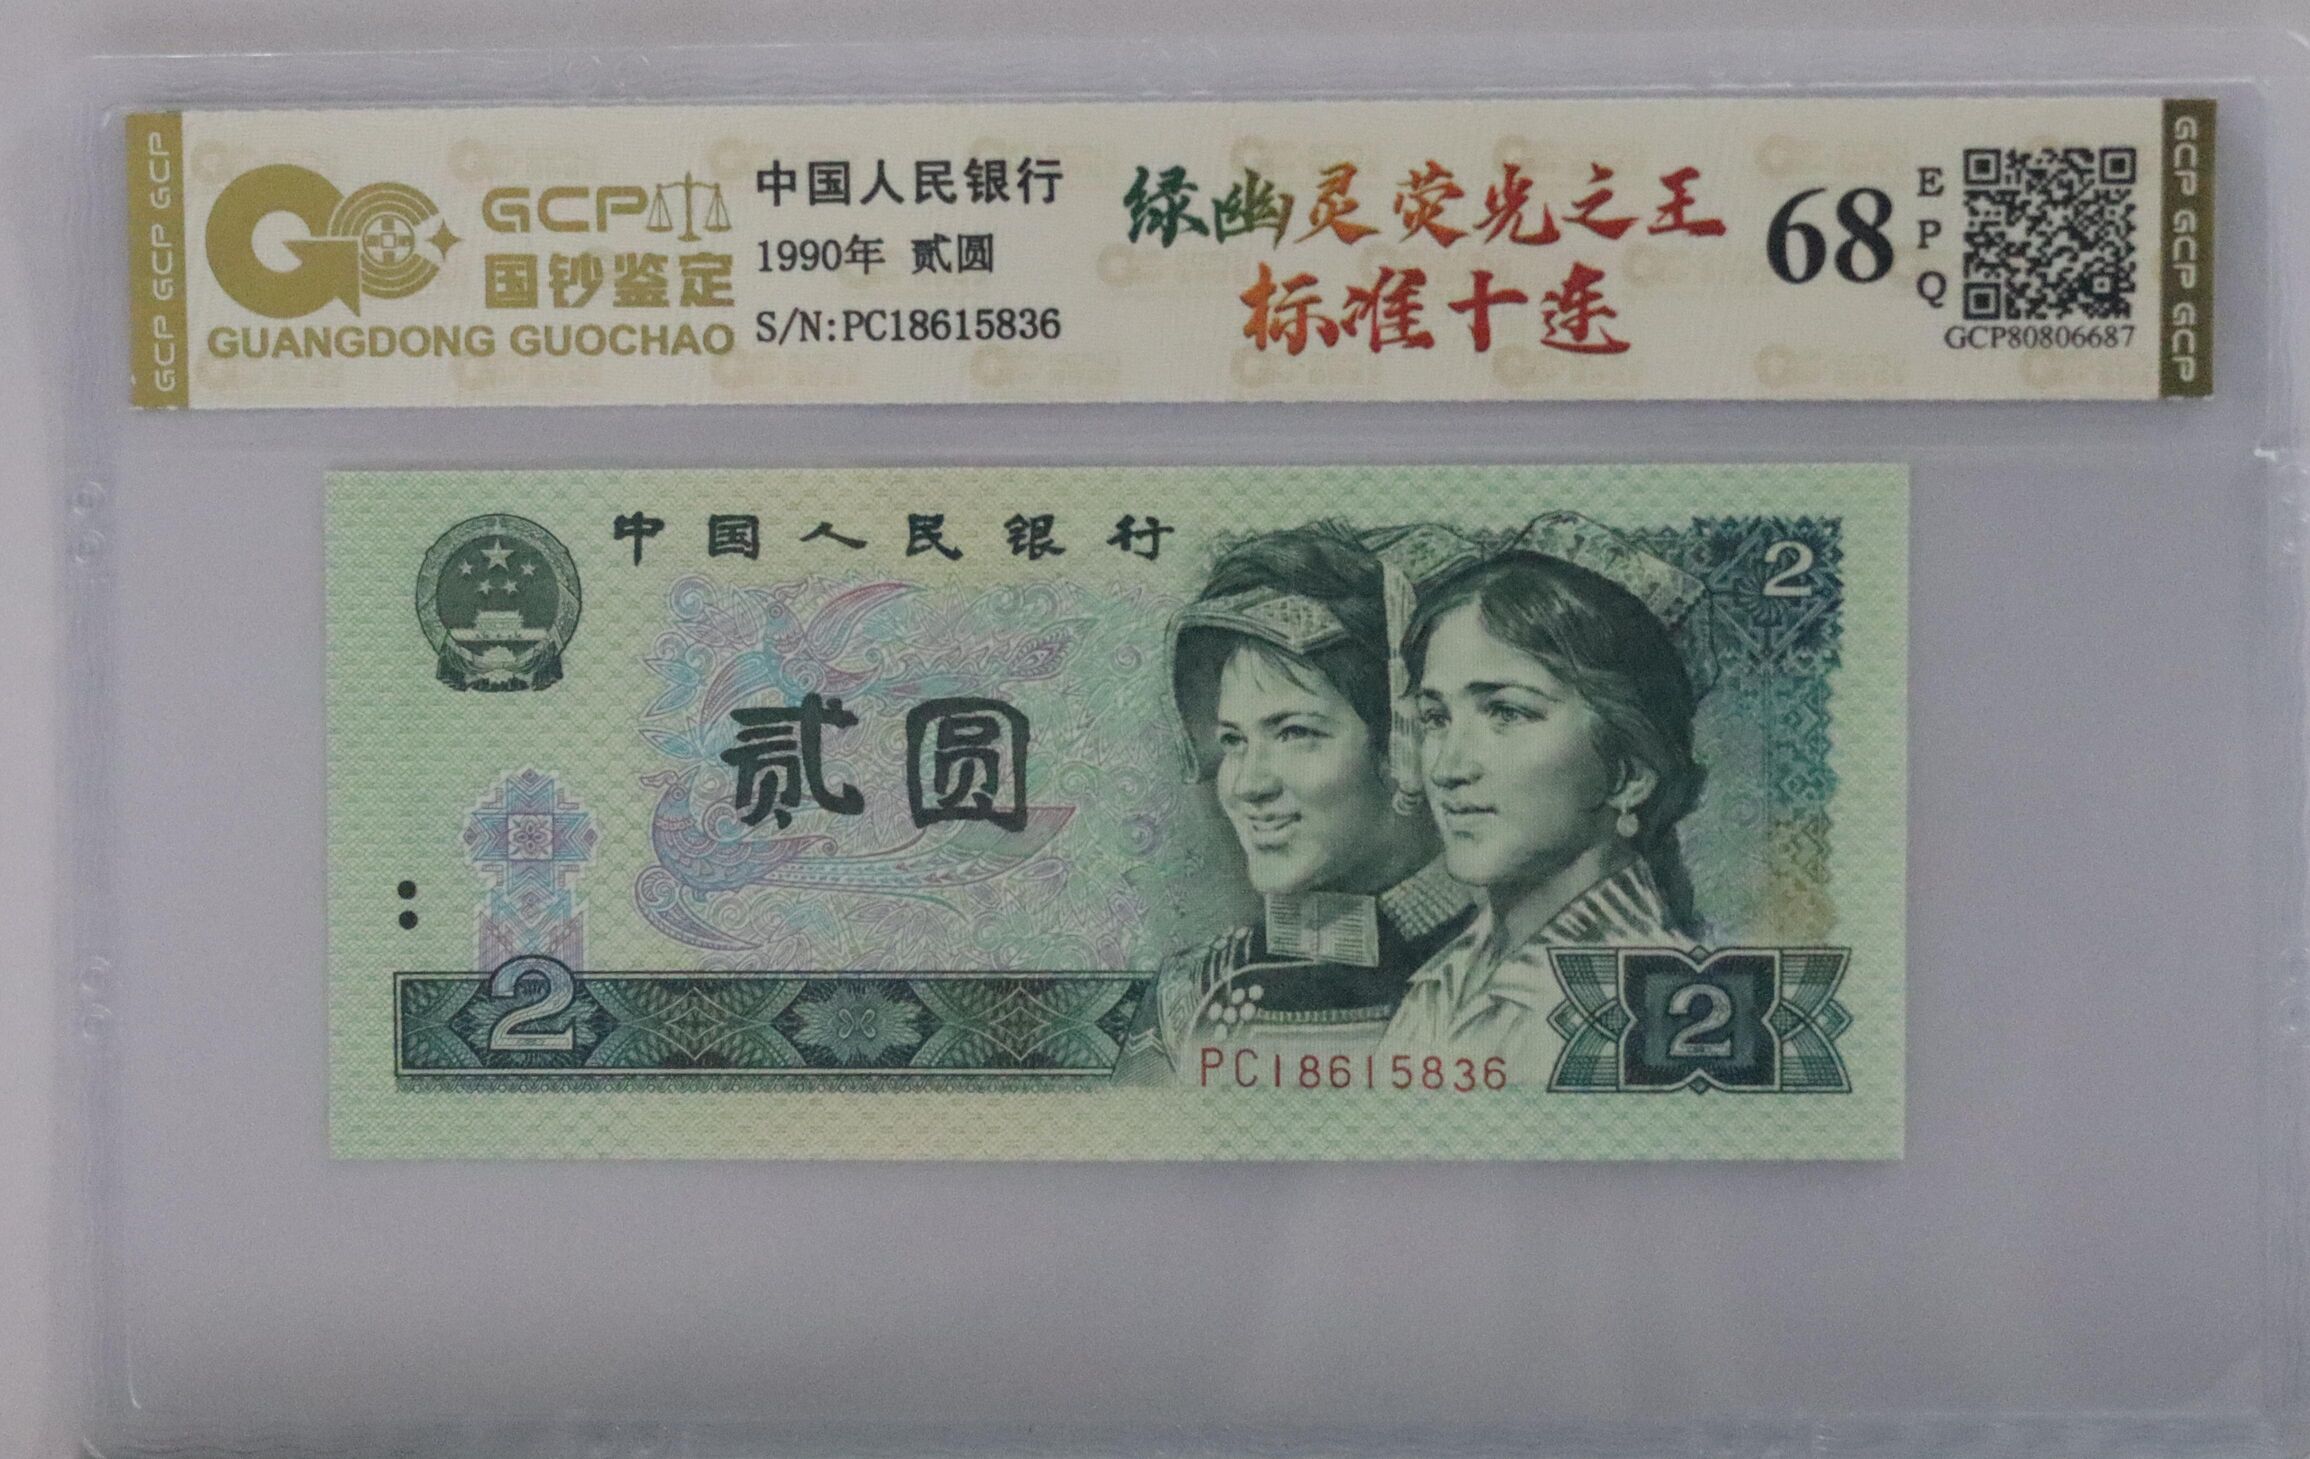 GCP GCP GCP
GCP
国钞鉴定
GUANGDONG GUOCHAO
中国人民银行
1990年 贰圆
S/N:PC18615836
绿幽灵荧光之王
标准十连
68
EPQ
GCP80806687
GCP GCP GCP
中国人民银行
2
贰圆
2
2
PC18615836